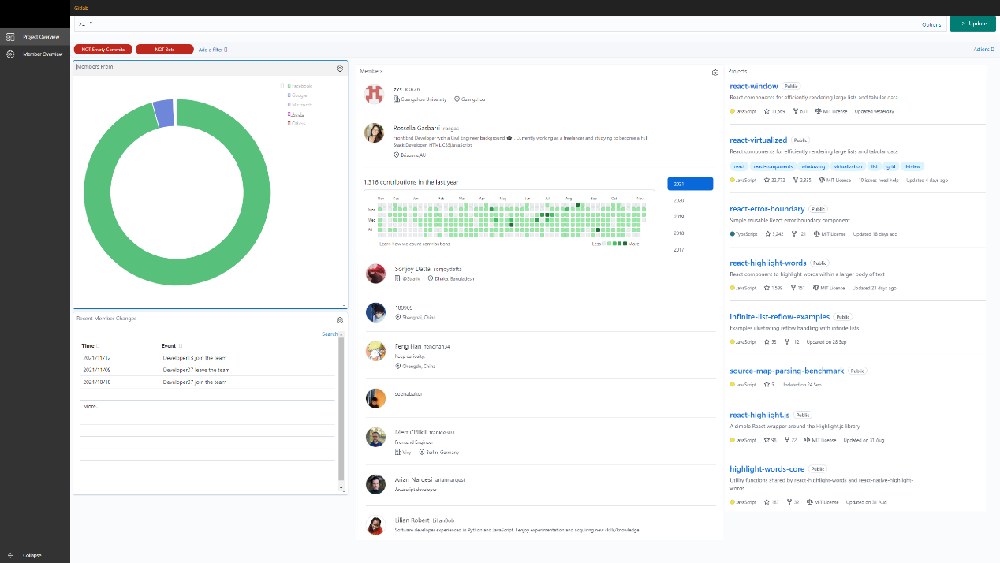 Gitlab
>_
Options
Update
Project Overview
Member Overview
NOT Empty Commits
NOT Bots
Add a filter
Actions
Members From
Facebook
Google
Microsoft
Apple
Others
Recent Member Changes
Search
Time Event
2021/11/12 Developer13 join the team
2021/11/09 Developer07 leave the team
2021/10/18 Developer07 join the team
More...
Members
zks KshZh
Guangzhou University Guangzhou
Rossella Gasbarri rosgas
Front End Developer with a Civil Engineer background 🎓 . Currently working as a freelancer and studying to become a Full
Stack Developer. HTML|CSS|JavaScript
Brisbane,AU
1,316 contributions in the last year
2021
2020
2019
2018
2017
Nov Dec Jan Feb Mar Apr May Jun Jul Aug Sep Oct Nov
Mon
Wed
Fri
Learn how we count contributions
Less More
Sonjoy Datta sonjoydatta
@Strativ Dhaka, Bangladesh
180909
Shanghai, China
Feng Han fenghan34
Keep curiosity.
Chengdu, China
seenabaker
Mert Ciflikli frankie303
Frontend Engineer
Vivy Berlin, Germany
Arian Nargesi ariannargesi
Javascript developer
Lilian Robert LilianBob
Software developer experienced in Python and JavaScript. I enjoy experimentation and acquiring new skills/knowledge.
Projects
react-window Public
React components for efficiently rendering large lists and tabular data
JavaScript 11,569 631 MIT License Updated yesterday
react-virtualized Public
React components for efficiently rendering large lists and tabular data
react react-components windowing virtualization list grid listview
JavaScript 22,772 2,835 MIT License 10 issues need help Updated 4 days ago
react-error-boundary Public
Simple reusable React error boundary component
TypeScript 3,242 121 MIT License Updated 18 days ago
react-highlight-words Public
React component to highlight words within a larger body of text
JavaScript 1,589 151 MIT License Updated 23 days ago
infinite-list-reflow-examples Public
Examples illustrating reflow handling with infinite lists
JavaScript 53 112 Updated on 28 Sep
source-map-parsing-benchmark Public
JavaScript 5 Updated on 24 Sep
react-highlight.js Public
A simple React wrapper around the Highlight.js library
JavaScript 98 22 MIT License Updated on 31 Aug
highlight-words-core Public
Utility functions shared by react-highlight-words and react-native-highlight-
words
JavaScript 187 32 MIT License Updated on 31 Aug
Collapse